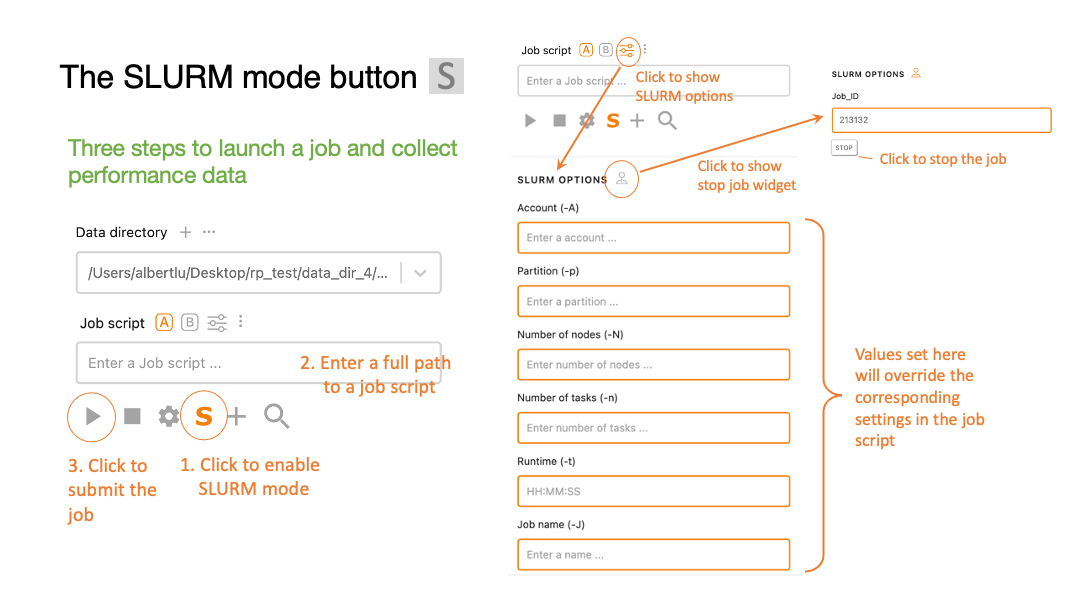 The SLURM mode button S
Three steps to launch a job and collect
performance data
Data directory + ...
/Users/albertlu/Desktop/rp_test/data_dir_4/...
Job script A B
Enter a Job script ...
2. Enter a full path
to a job script
S
3. Click to
submit the
job
1. Click to enable
SLURM mode
Job script A B
Enter a Job script ...
Click to show
SLURM options
S
SLURM OPTIONS
Click to show
stop job widget
Account (-A)
Enter a account ...
Partition (-p)
Enter a partition ...
Number of nodes (-N)
Enter number of nodes ...
Number of tasks (-n)
Enter number of tasks ...
Runtime (-t)
HH:MM:SS
Job name (-J)
Enter a name ...
SLURM OPTIONS
Job_ID
213132
STOP
Click to stop the job
Values set here
will override the
corresponding
settings in the job
script